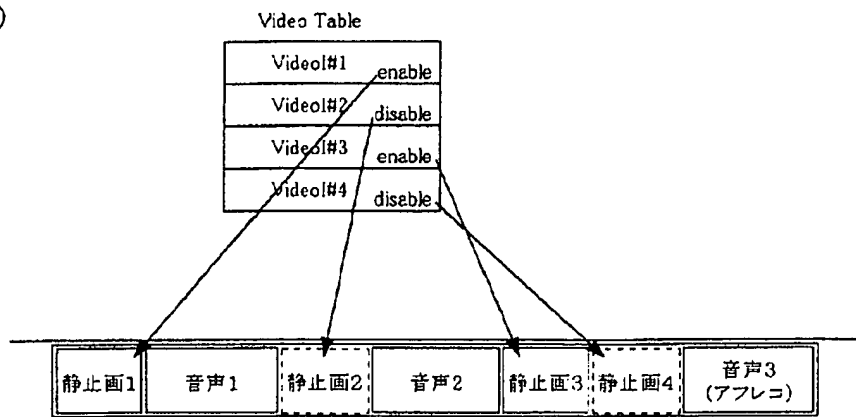 )
Video Table
VideoI#1 enable
VideoI#2 disable
VideoI#3 enable
VideoI#4 disable
静止画1 音声1 静止画2 音声2 静止画3 静止画4 音声3
(アフレコ)